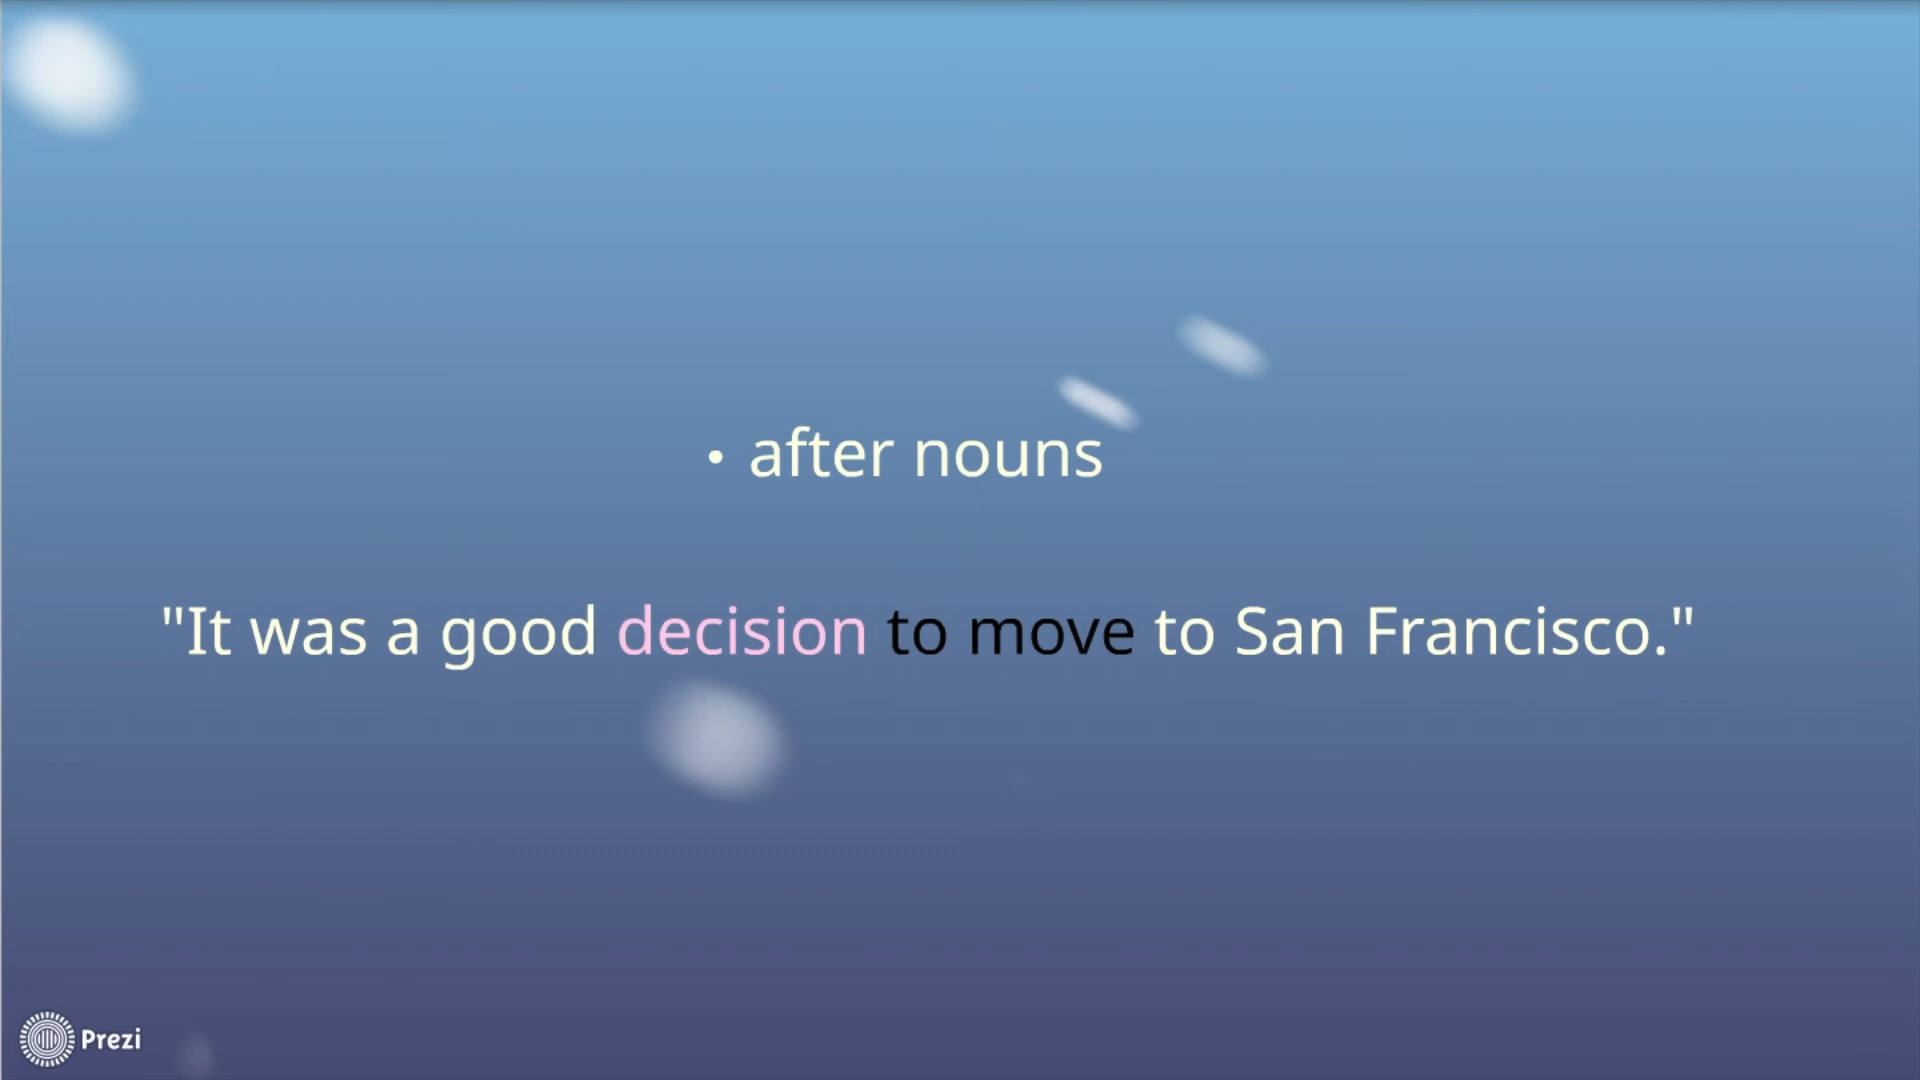 • after nouns
"It was a good decision to move to San Francisco."
Prezi